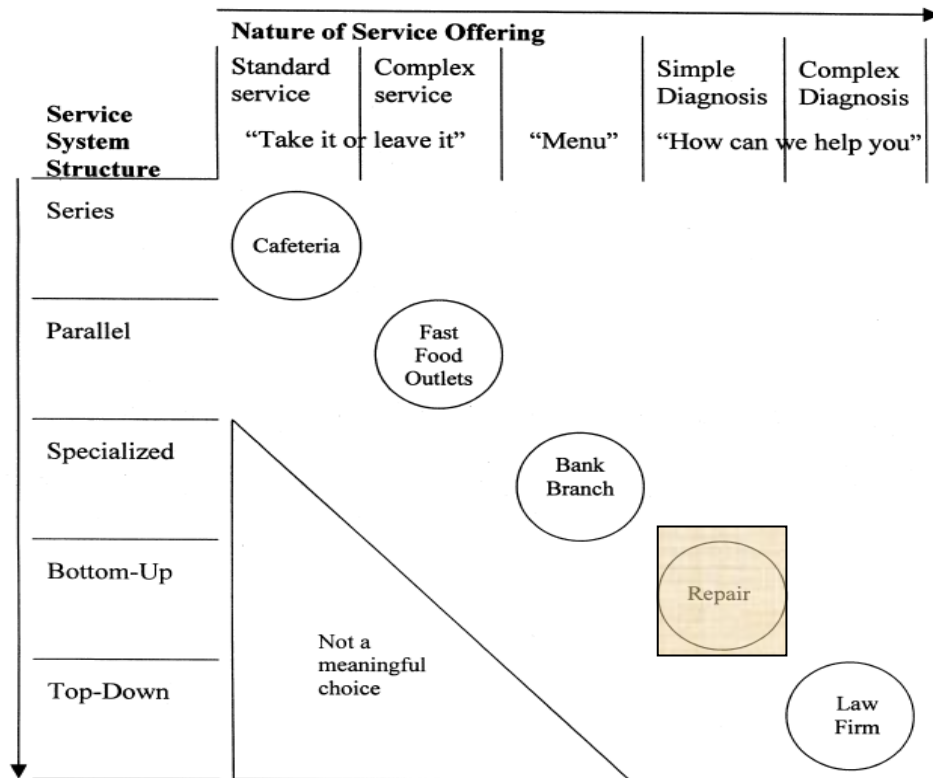 Nature of Service Offering
Standard
service
Complex
service
Simple
Diagnosis
Complex
Diagnosis
Service
System
Structure
“Take it or leave it”
“Menu”
“How can we help you”
Series
Cafeteria
Parallel
Fast
Food
Outlets
Specialized
Bank
Branch
Bottom-Up
Repair
Not a
meaningful
choice
Top-Down
Law
Firm